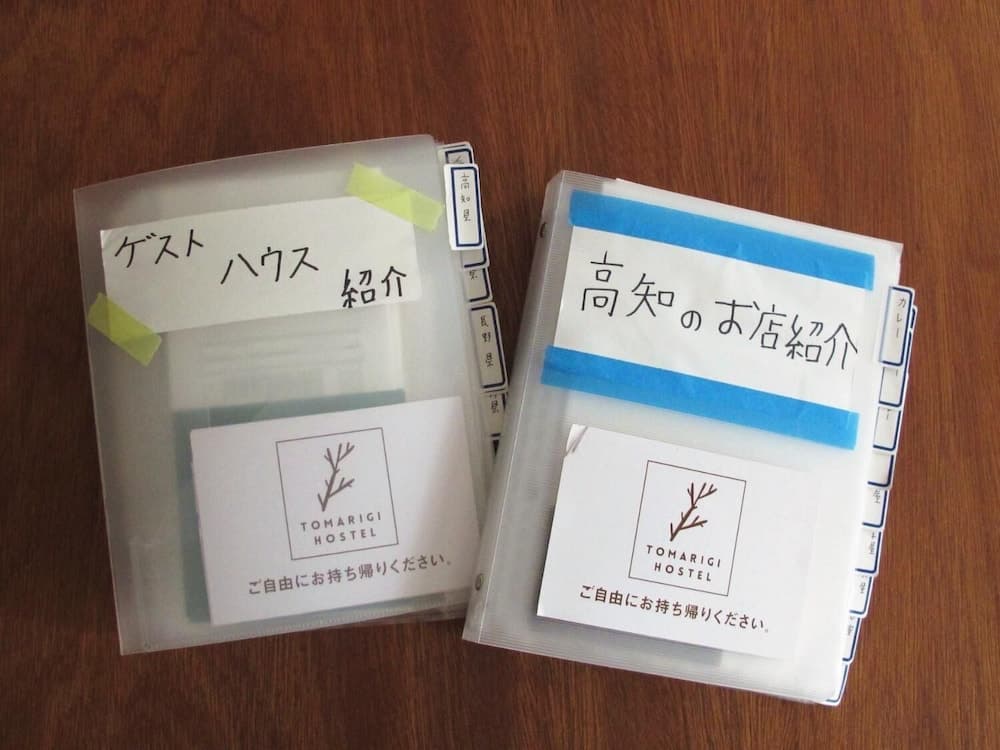 ゲスト
ハウス
紹介
高知県
長野県
TOMARIGI
HOSTEL
ご自由にお持ち帰りください。
高知のお店紹介
カレー
TOMARIGI
HOSTEL
ご自由にお持ち帰りください。